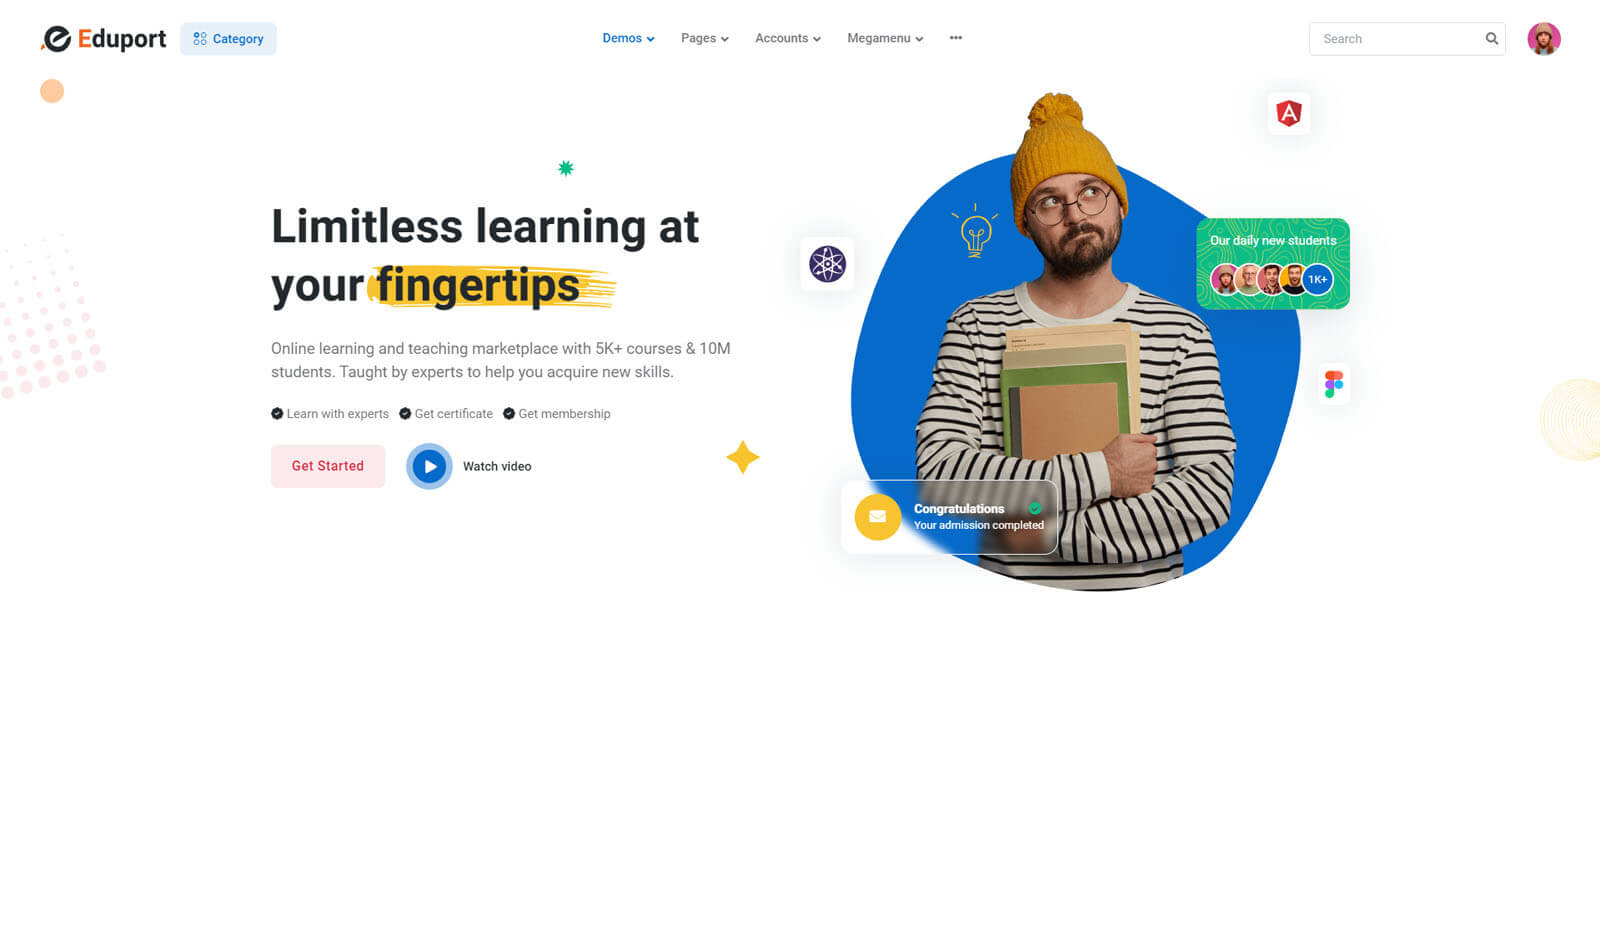 Eduport
Category
Demos
Pages
Accounts
Megamenu
Search
Limitless learning at
your fingertips
Online learning and teaching marketplace with 5K+ courses & 10M
students. Taught by experts to help you acquire new skills.
Learn with experts
Get certificate
Get membership
Get Started
Watch video
Our daily new students
1K+
Congratulations
Your admission completed